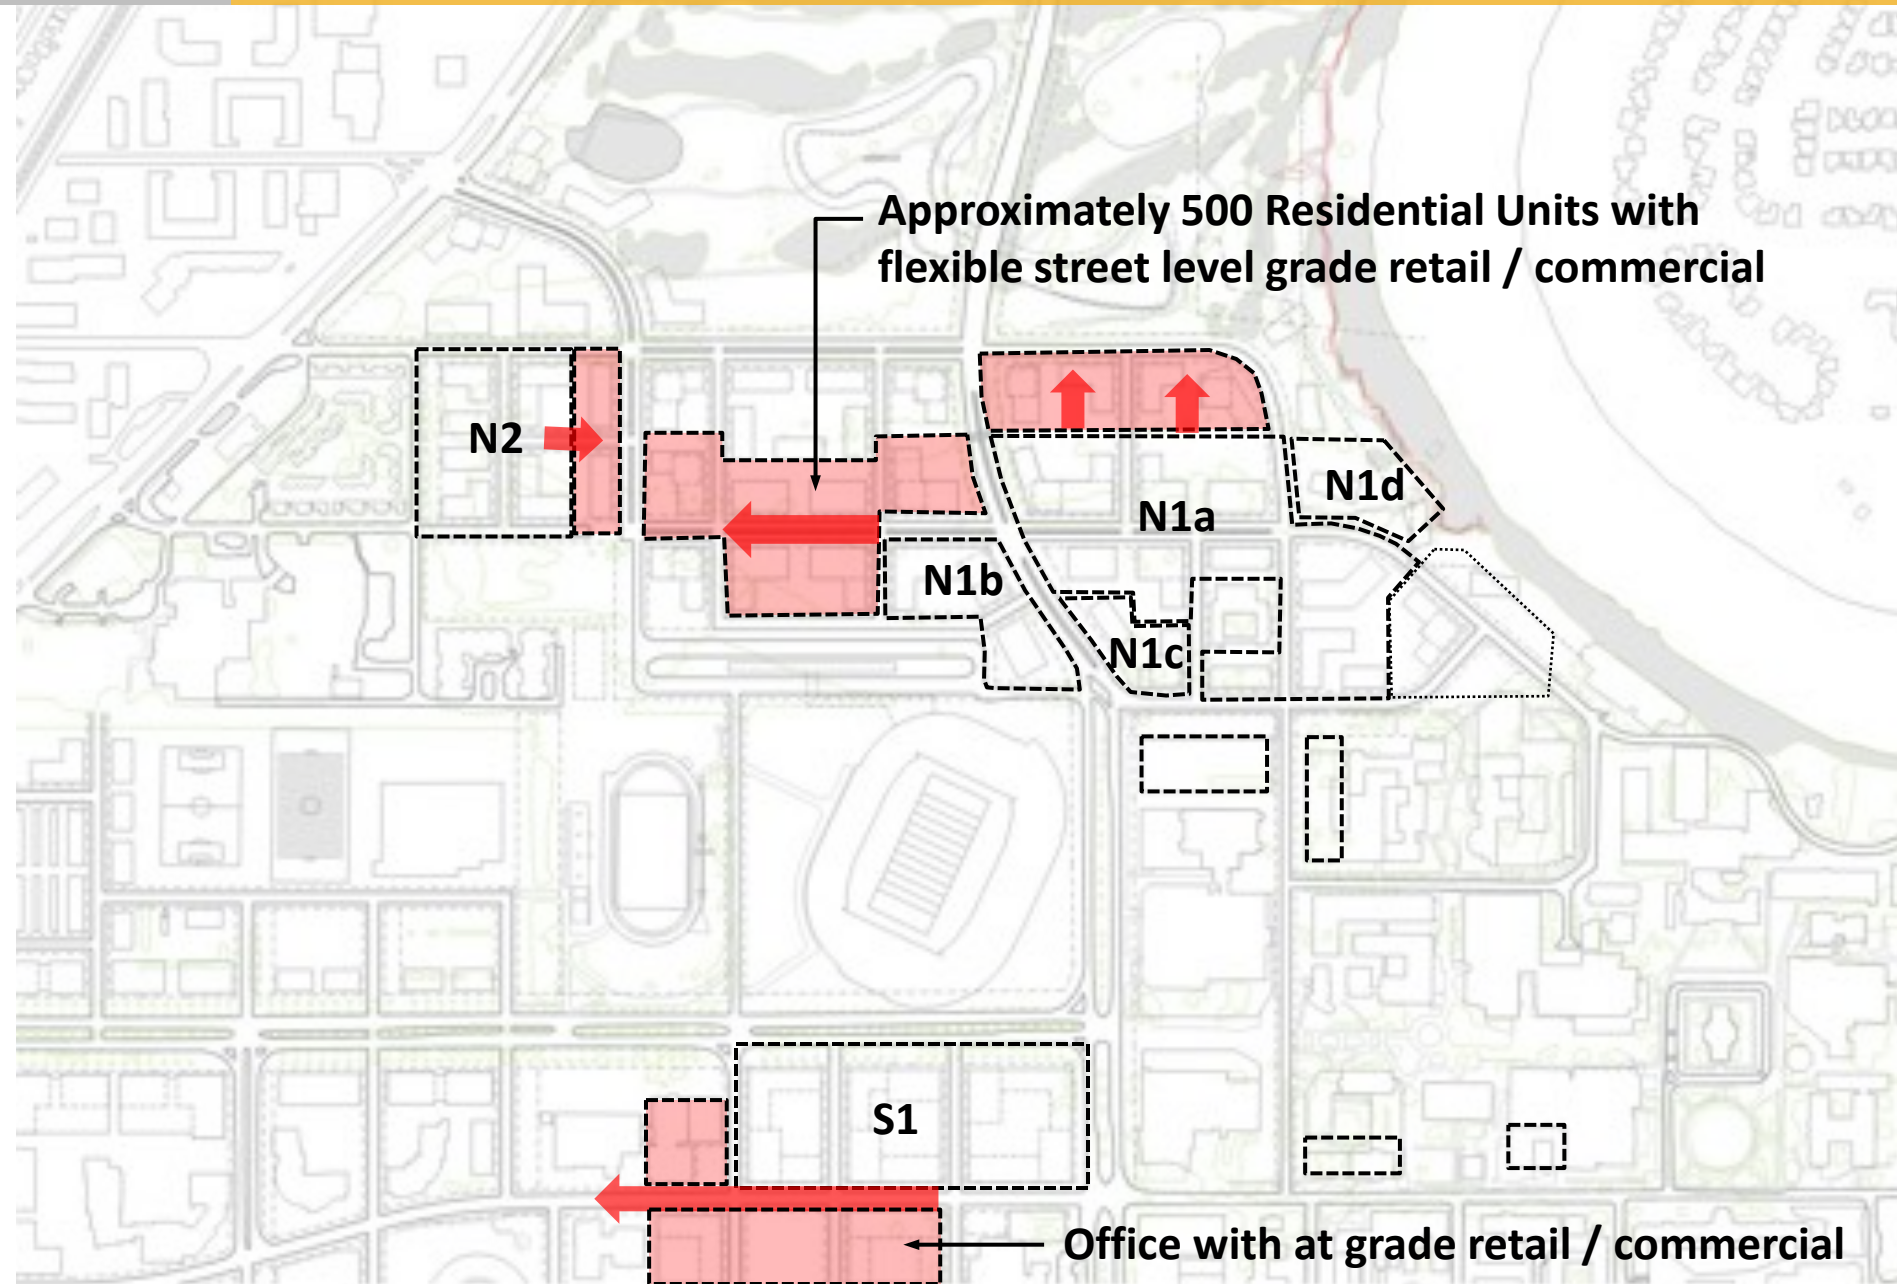 Approximately 500 Residential Units with
flexible street level grade retail / commercial
N2
N1d
N1a
N1b
N1c
S1
Office with at grade retail / commercial